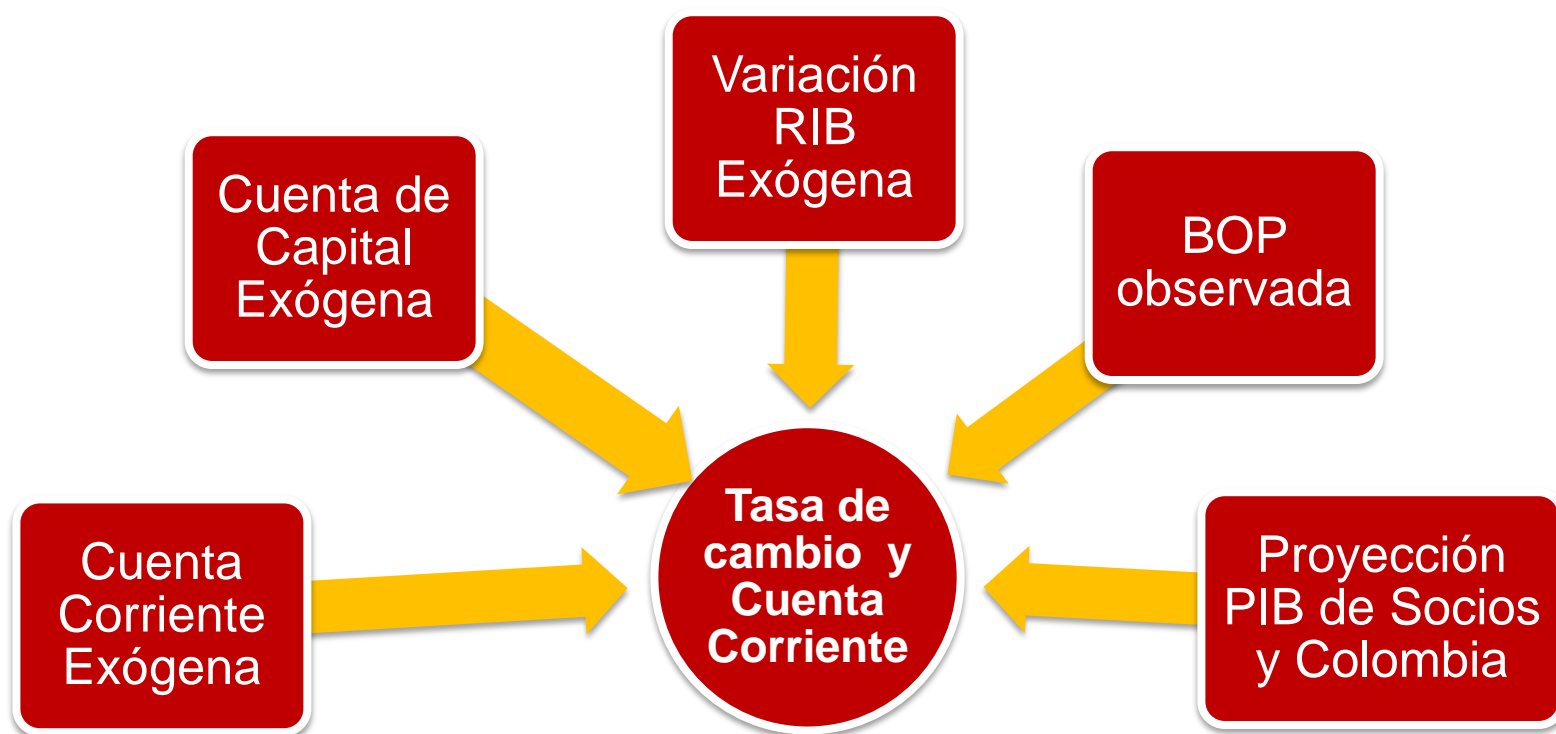 Variación
RIB
Exógena
Cuenta de
Capital
Exógena
BOP
observada
Cuenta
Corriente
Exógena
Tasa de
cambio y
Cuenta
Corriente
Proyección
PIB de Socios
y Colombia